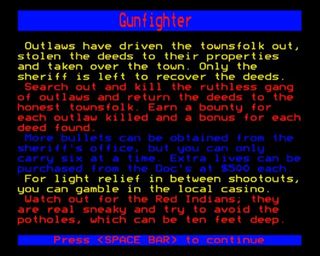 Gunfighter
Outlaws have driven the townsfolk out,
stolen the deeds to their properties
and taken over the town. Only the
sheriff is left to recover the deeds.
Search out and kill the ruthless gang
of outlaws and return the deeds to the
honest townsfolk. Earn a bounty for
each outlaw killed and a bonus for each
deed found.
More bullets can be obtained from the
sheriff's office, but you can only
carry six at a time. Extra lives can be
purchased from the Doc's at $500 each.
For light relief in between shootouts,
you can gamble in the local casino.
Watch out for the Red Indians; they
are real sneaky and try to avoid the
potholes, which can be ten feet deep.
Press <SPACE BAR> to continue